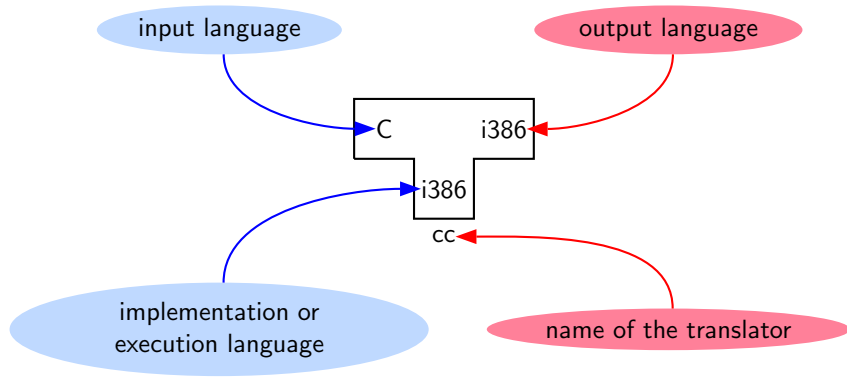 input language
output language
C
i386
i386
cc
implementation or
execution language
name of the translator